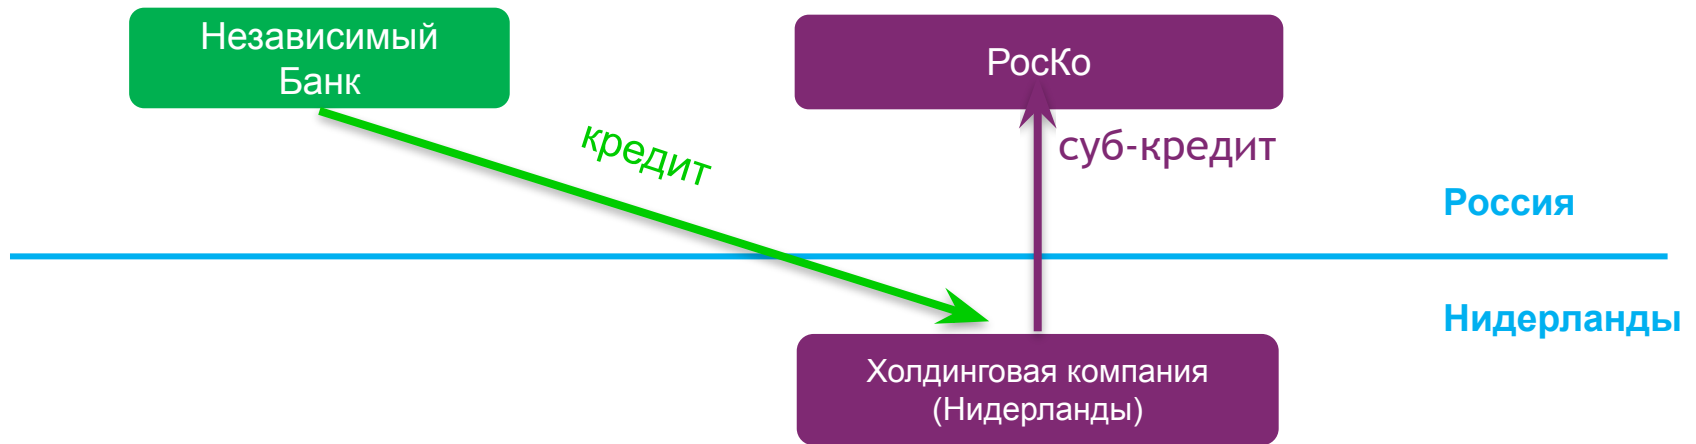 Независимый
Банк
РосКо
кредит
суб-кредит
Россия
Нидерланды
Холдинговая компания
(Нидерланды)